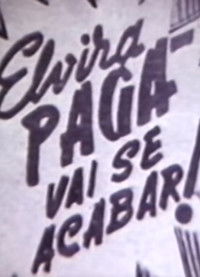 Elvira
PAGÃ
VAI SE
ACABAR!